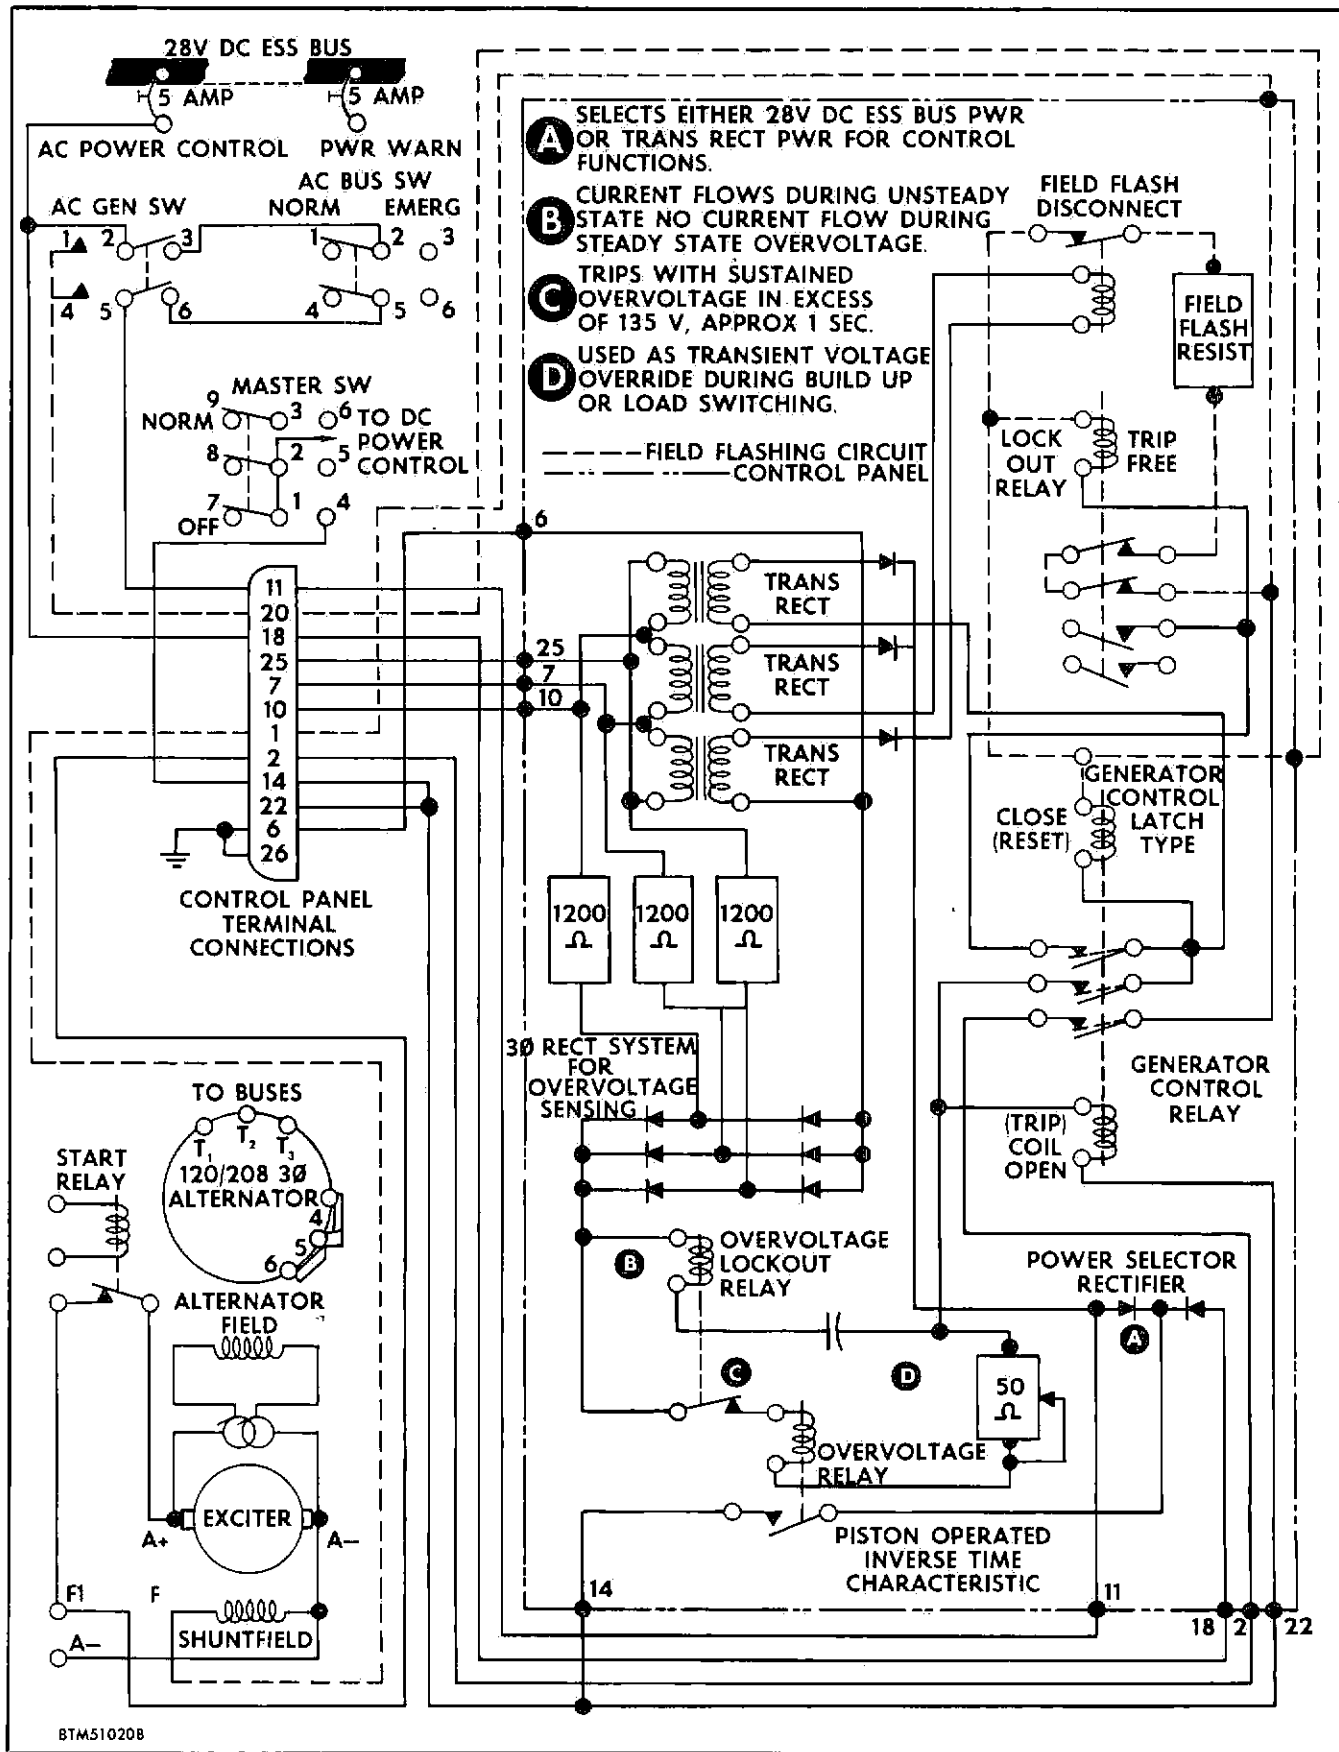 28V DC ESS BUS
5 AMP
5 AMP
AC POWER CONTROL
PWR WARN
AC BUS SW
AC GEN SW
NORM
EMERG
1 2 3
1 2 3
4 5 6
4 5 6
MASTER SW
9
NORM
3 6
TO DC
POWER
CONTROL
8 2 5
7 1 4
OFF
A
SELECTS EITHER 28V DC ESS BUS PWR
OR TRANS RECT PWR FOR CONTROL
FUNCTIONS.
B
CURRENT FLOWS DURING UNSTEADY
STATE NO CURRENT FLOW DURING
STEADY STATE OVERVOLTAGE.
C
TRIPS WITH SUSTAINED
OVERVOLTAGE IN EXCESS
OF 135 V, APPROX 1 SEC.
D
USED AS TRANSIENT VOLTAGE
OVERRIDE DURING BUILD UP
OR LOAD SWITCHING.
FIELD FLASHING CIRCUIT
CONTROL PANEL
FIELD FLASH
DISCONNECT
FIELD
FLASH
RESIST
LOCK
OUT
RELAY
TRIP
FREE
11
20
18
25
7
10
1
2
14
22
6
26
CONTROL PANEL
TERMINAL
CONNECTIONS
6
25
7
10
TRANS
RECT
TRANS
RECT
TRANS
RECT
1200
Ω
1200
Ω
1200
Ω
GENERATOR
CONTROL
LATCH
TYPE
CLOSE
(RESET)
GENERATOR
CONTROL
RELAY
(TRIP)
COIL
OPEN
3Ø RECT SYSTEM
FOR
OVERVOLTAGE
SENSING
TO BUSES
T1
T2
T3
120/208 3Ø
ALTERNATOR
4
5
6
START
RELAY
ALTERNATOR
FIELD
EXCITER
A+
A–
F1
F
A–
SHUNTFIELD
B
OVERVOLTAGE
LOCKOUT
RELAY
POWER SELECTOR
RECTIFIER
A
C
D
50
Ω
OVERVOLTAGE
RELAY
PISTON OPERATED
INVERSE TIME
CHARACTERISTIC
14
11
18 2 22
BTM51020B